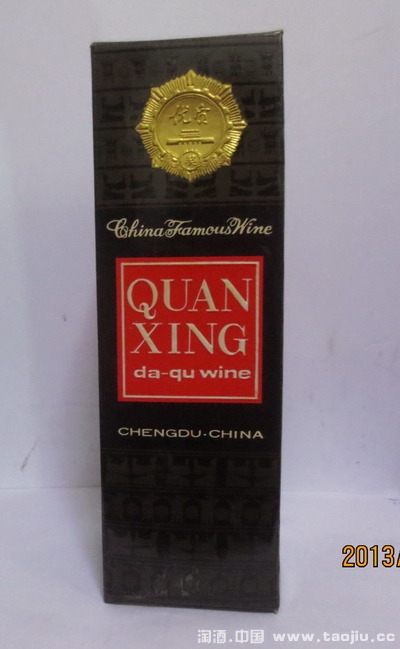 优质
China Famous Wine
QUAN
XING
da-qu wine
CHENGDU·CHINA
2013/
淘酒.中国 www.taojiu.cc